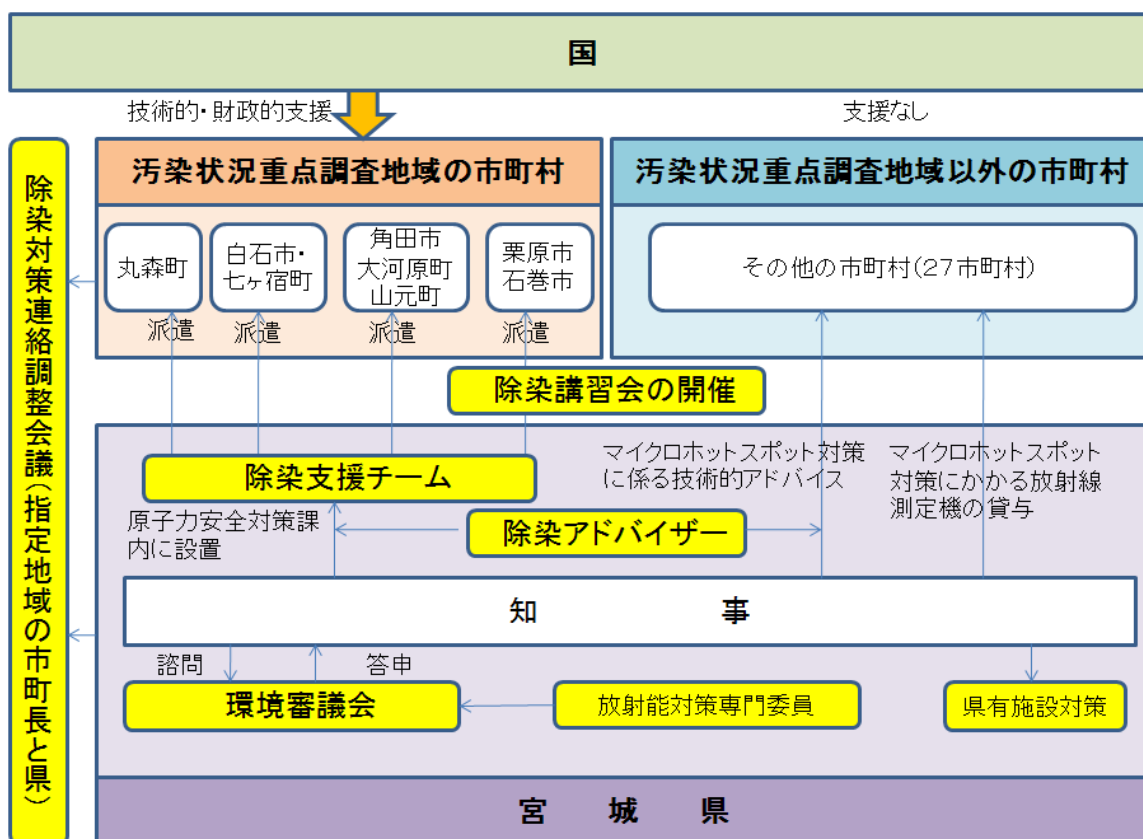 国
技術的・財政的支援
支援なし
除染対策連絡調整会議(指定地域の市町長と県)
汚染状況重点調査地域の市町村
汚染状況重点調査地域以外の市町村
丸森町
白石市・
七ヶ宿町
角田市
大河原町
山元町
栗原市
石巻市
その他の市町村(27市町村)
派遣
派遣
派遣
派遣
除染講習会の開催
除染支援チーム
マイクロホットスポット対策
に係る技術的アドバイス
マイクロホットスポット
対策にかかる放射線
測定機の貸与
原子力安全対策課
内に設置
除染アドバイザー
知 事
諮問
答申
環境審議会
放射能対策専門委員
県有施設対策
宮 城 県